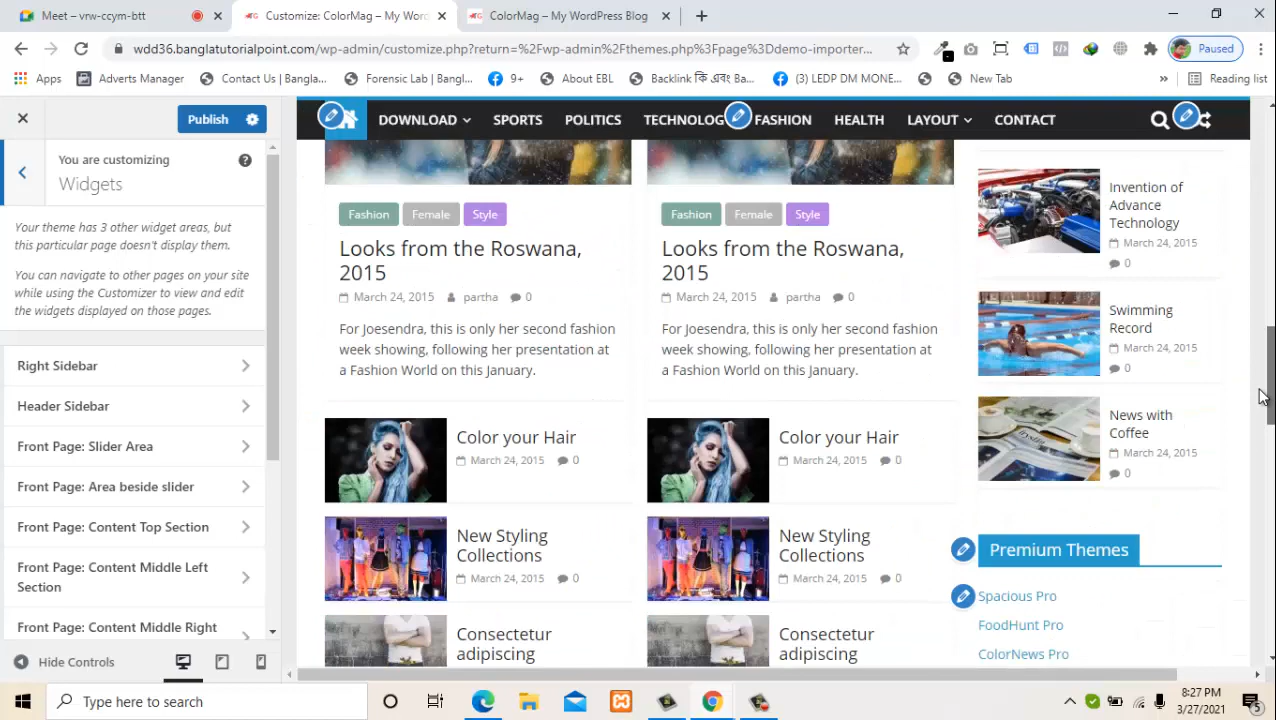 Meet – vrw-ccym-btt
Customize: ColorMag – My Word
ColorMag – My WordPress Blog
wdd36.banglatutorialpoint.com/wp-admin/customize.php?return=%2Fwp-admin%2Fthemes.php%3Fpage%3Ddemo-importer...
Paused
Apps
Adverts Manager
Contact Us | Bangla...
Forensic Lab | Bangl...
9+
About EBL
Backlink কি এবং Ba...
(3) LEDP DM MONE...
New Tab
»
Reading list
Publish
You are customizing
Widgets
Your theme has 3 other widget areas, but
this particular page doesn't display them.
You can navigate to other pages on your site
while using the Customizer to view and edit
the widgets displayed on those pages.
Right Sidebar
Header Sidebar
Front Page: Slider Area
Front Page: Area beside slider
Front Page: Content Top Section
Front Page: Content Middle Left
Section
Front Page: Content Middle Right
Hide Controls
DOWNLOAD
SPORTS
POLITICS
TECHNOLOG
FASHION
HEALTH
LAYOUT
CONTACT
Fashion
Female
Style
Looks from the Roswana,
2015
March 24, 2015 partha 0
For Joesendra, this is only her second fashion
week showing, following her presentation at
a Fashion World on this January.
Color your Hair
March 24, 2015 0
New Styling
Collections
March 24, 2015 0
Consectetur
adipiscing
Fashion
Female
Style
Looks from the Roswana,
2015
March 24, 2015 partha 0
For Joesendra, this is only her second fashion
week showing, following her presentation at
a Fashion World on this January.
Color your Hair
March 24, 2015 0
New Styling
Collections
March 24, 2015 0
Consectetur
adipiscing
Invention of
Advance
Technology
March 24, 2015
0
Swimming
Record
March 24, 2015
0
News with
Coffee
March 24, 2015
0
Premium Themes
Spacious Pro
FoodHunt Pro
ColorNews Pro
Type here to search
8:27 PM
3/27/2021
5